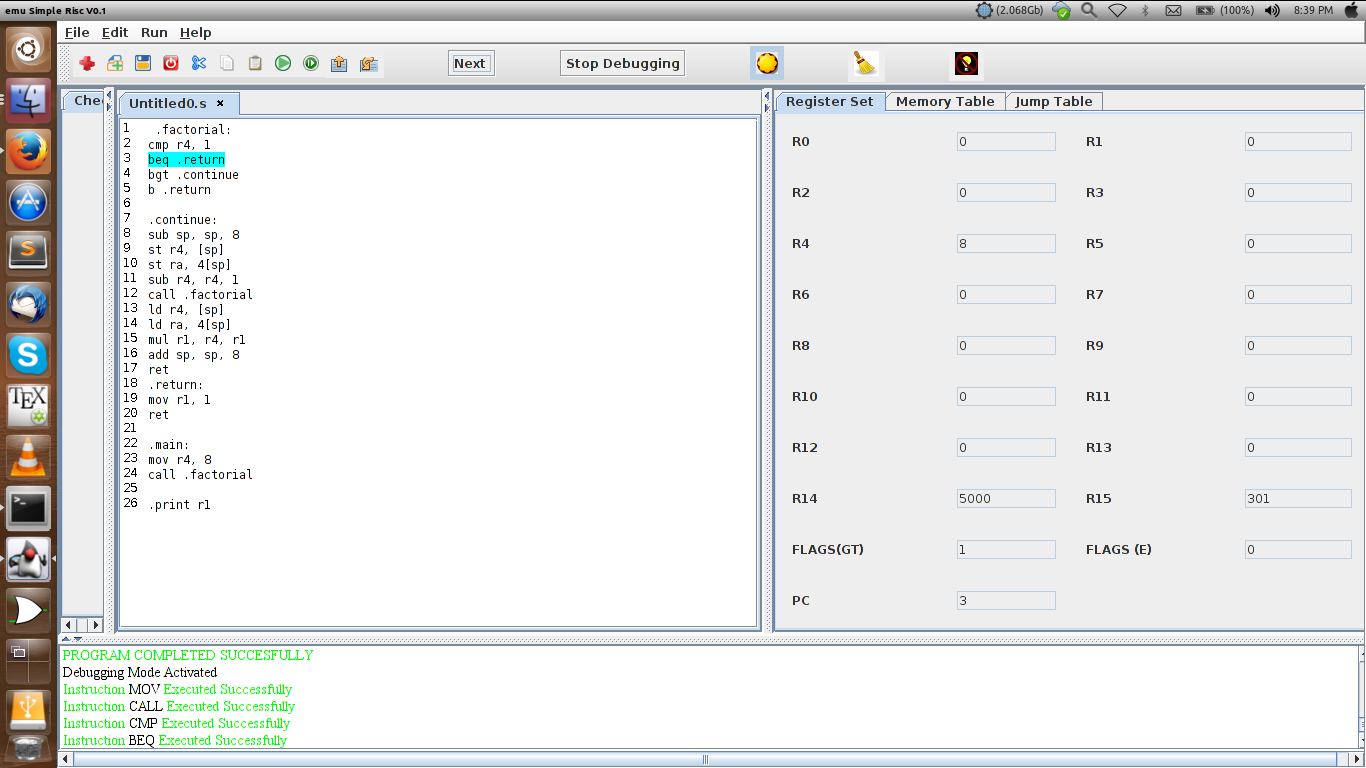 emu Simple Risc V0.1
(2.068Gb) (100%) 8:39 PM
File Edit Run Help
Next Stop Debugging
Chec
Untitled0.s ×
1 .factorial:
2 cmp r4, 1
3 beq .return
4 bgt .continue
5 b .return
6
7 .continue:
8 sub sp, sp, 8
9 st r4, [sp]
10 st ra, 4[sp]
11 sub r4, r4, 1
12 call .factorial
13 ld r4, [sp]
14 ld ra, 4[sp]
15 mul r1, r4, r1
16 add sp, sp, 8
17 ret
18 .return:
19 mov r1, 1
20 ret
21
22 .main:
23 mov r4, 8
24 call .factorial
25
26 .print r1
Register Set Memory Table Jump Table
R0 0 R1 0
R2 0 R3 0
R4 8 R5 0
R6 0 R7 0
R8 0 R9 0
R10 0 R11 0
R12 0 R13 0
R14 5000 R15 301
FLAGS(GT) 1 FLAGS (E) 0
PC 3
PROGRAM COMPLETED SUCCESFULLY
Debugging Mode Activated
Instruction MOV Executed Successfully
Instruction CALL Executed Successfully
Instruction CMP Executed Successfully
Instruction BEQ Executed Successfully
S
TEX